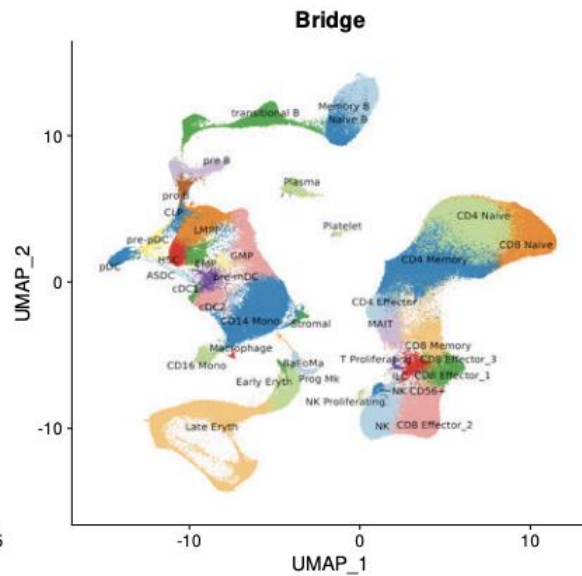 Bridge
Memory B
transitional B
Naive B
10
pre B
Plasma
pro B
CLP
CD4 Naive
LMPP
Platelet
pre-pDC
CD8 Naive
GMP
HSC
EMP
CD4 Memory
pDC
ASDC
pre-mDC
0
cDC1
CD4 Effector
cDC2
CD14 Mono
Stromal
MAIT
Macrophage
CD8 Memory
CD16 Mono
BaEoMa
T Proliferating
CD8 Effector_3
Early Eryth
Prog Mk
ILC
CD8 Effector_1
NK CD56+
NK Proliferating
Late Eryth
NK
CD8 Effector_2
-10
UMAP_2
-10
0
10
UMAP_1